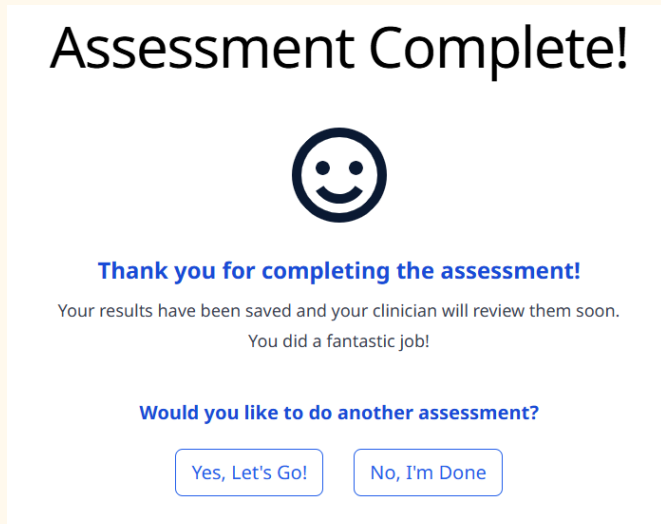 Assessment Complete!
Thank you for completing the assessment!
Your results have been saved and your clinician will review them soon.
You did a fantastic job!
Would you like to do another assessment?
Yes, Let's Go!
No, I'm Done